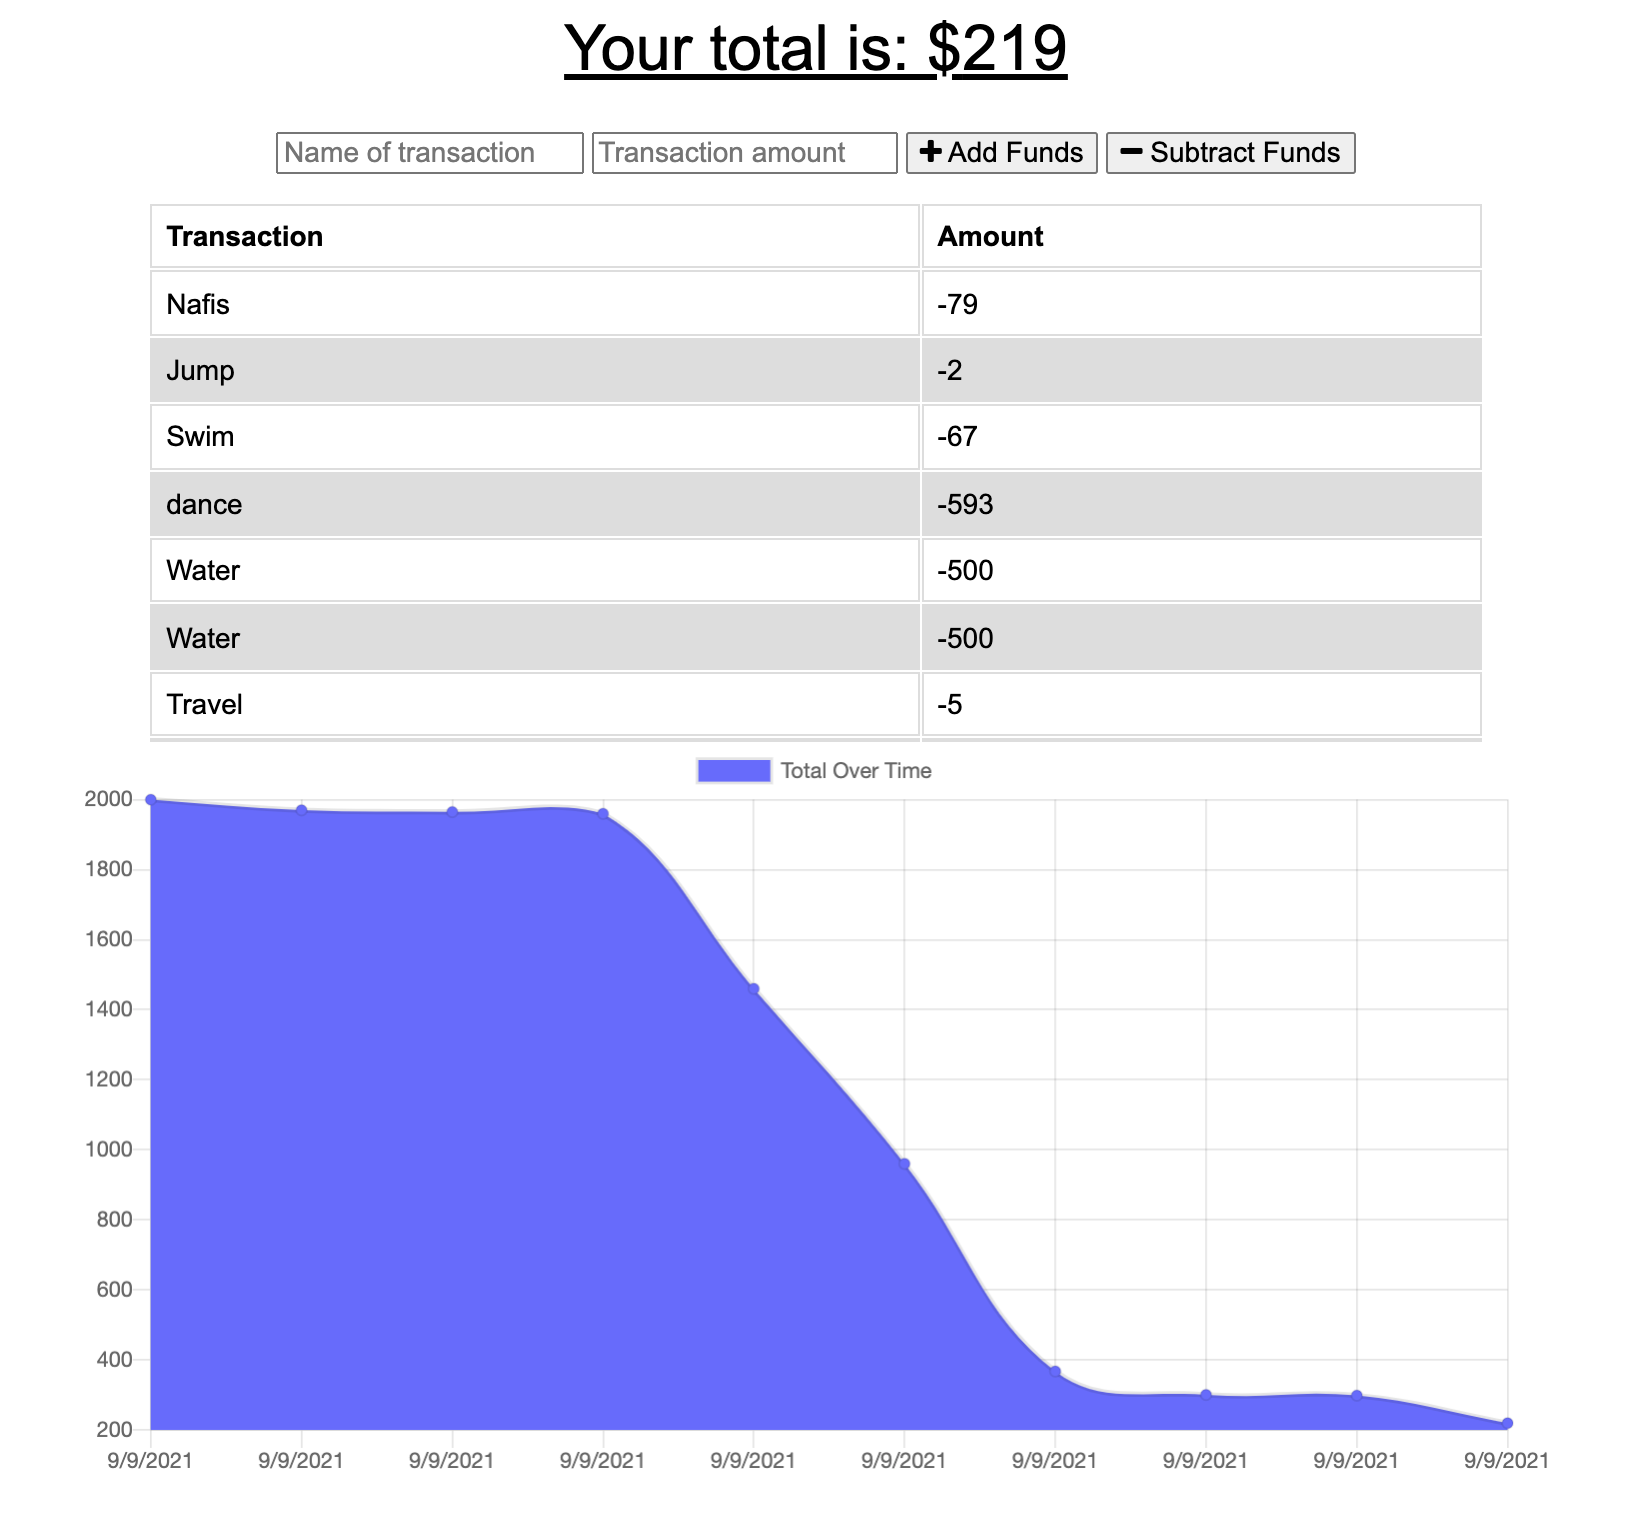 Your total is: $219
Name of transaction Transaction amount + Add Funds − Subtract Funds
Transaction Amount
Nafis -79
Jump -2
Swim -67
dance -593
Water -500
Water -500
Travel -5
Total Over Time
2000
1800
1600
1400
1200
1000
800
600
400
200
9/9/2021 9/9/2021 9/9/2021 9/9/2021 9/9/2021 9/9/2021 9/9/2021 9/9/2021 9/9/2021 9/9/2021